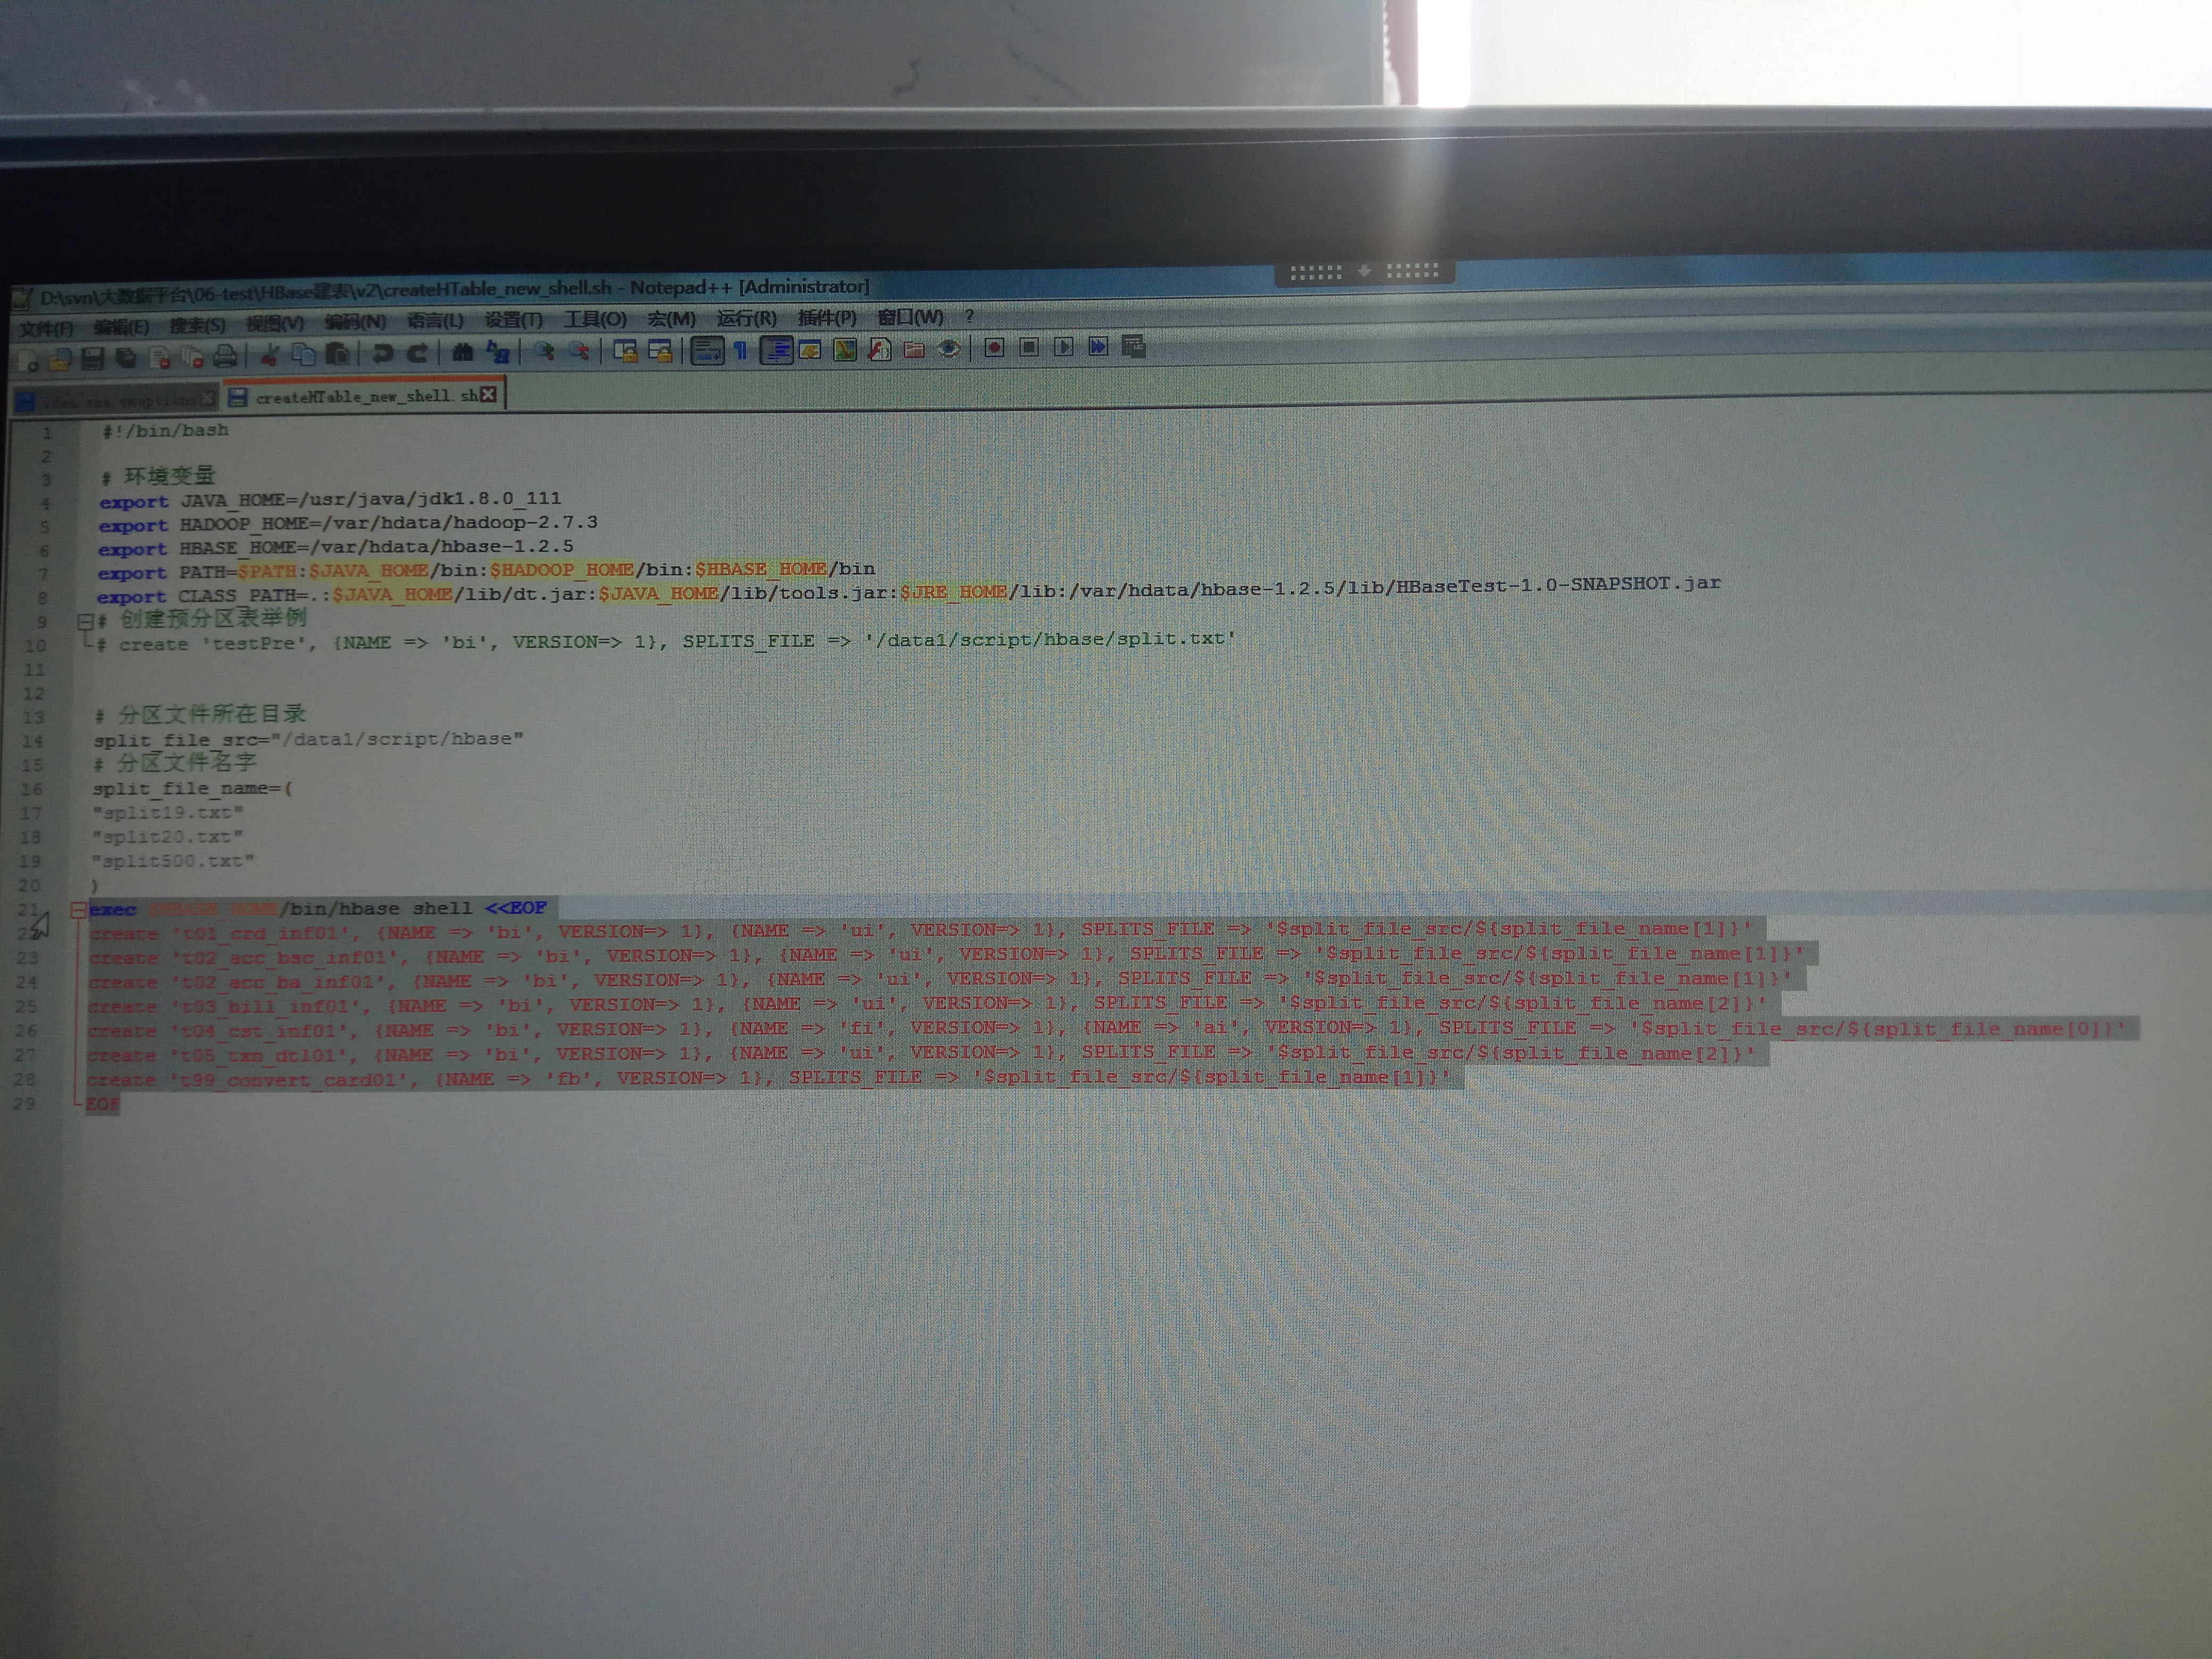 D:\svn\大数据平台\06-test\HBase建表\v2\createHTable_new_shell.sh - Notepad++ [Administrator]
文件(F) 编辑(E) 搜索(S) 视图(V) 编码(N) 语言(L) 设置(T) 工具(O) 宏(M) 运行(R) 插件(P) 窗口(W) ?
createHTable_new_shell.sh
1 #!/bin/bash
2
3 # 环境变量
4 export JAVA_HOME=/usr/java/jdk1.8.0_111
5 export HADOOP_HOME=/var/hdata/hadoop-2.7.3
6 export HBASE_HOME=/var/hdata/hbase-1.2.5
7 export PATH=$PATH:$JAVA_HOME/bin:$HADOOP_HOME/bin:$HBASE_HOME/bin
8 export CLASS_PATH=.:$JAVA_HOME/lib/dt.jar:$JAVA_HOME/lib/tools.jar:$JRE_HOME/lib:/var/hdata/hbase-1.2.5/lib/HBaseTest-1.0-SNAPSHOT.jar
9 # 创建预分区表举例
10 # create 'testPre', {NAME => 'bi', VERSION=> 1}, SPLITS_FILE => '/data1/script/hbase/split.txt'
11
12
13 # 分区文件所在目录
14 split_file_src="/data1/script/hbase"
15 # 分区文件名字
16 split_file_name=(
17 "split19.txt"
18 "split20.txt"
19 "split500.txt"
20 )
21 exec $HBASE_HOME/bin/hbase shell <<EOF
22 create 't01_crd_inf01', {NAME => 'bi', VERSION=> 1}, {NAME => 'ui', VERSION=> 1}, SPLITS_FILE => '$split_file_src/${split_file_name[1]}'
23 create 't02_acc_bsc_inf01', {NAME => 'bi', VERSION=> 1}, {NAME => 'ui', VERSION=> 1}, SPLITS_FILE => '$split_file_src/${split_file_name[1]}'
24 create 't02_acc_ba_inf01', {NAME => 'bi', VERSION=> 1}, {NAME => 'ui', VERSION=> 1}, SPLITS_FILE => '$split_file_src/${split_file_name[1]}'
25 create 't03_bill_inf01', {NAME => 'bi', VERSION=> 1}, {NAME => 'ui', VERSION=> 1}, SPLITS_FILE => '$split_file_src/${split_file_name[2]}'
26 create 't04_cst_inf01', {NAME => 'bi', VERSION=> 1}, {NAME => 'fi', VERSION=> 1}, {NAME => 'ai', VERSION=> 1}, SPLITS_FILE => '$split_file_src/${split_file_name[0]}'
27 create 't05_txn_dtl01', {NAME => 'bi', VERSION=> 1}, {NAME => 'ui', VERSION=> 1}, SPLITS_FILE => '$split_file_src/${split_file_name[2]}'
28 create 't99_convert_card01', {NAME => 'fb', VERSION=> 1}, SPLITS_FILE => '$split_file_src/${split_file_name[1]}'
29 EOF